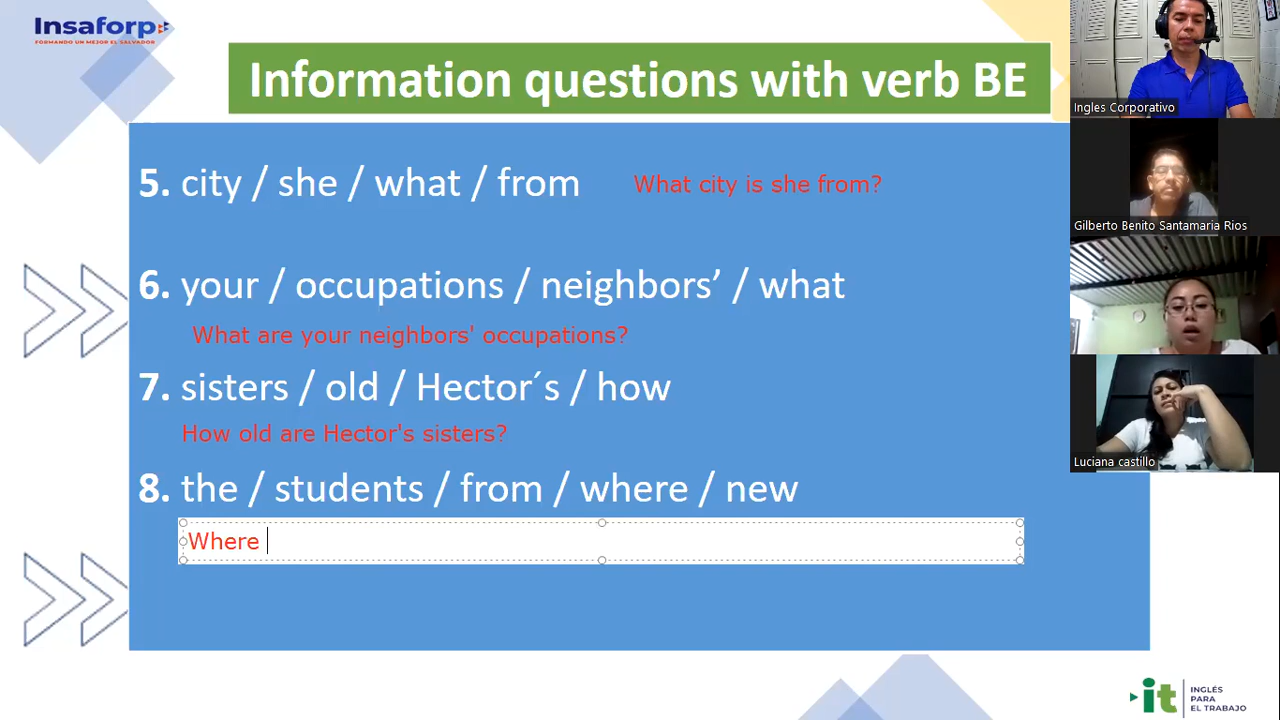 Insaforp
FORMANDO UN MEJOR EL SALVADOR
Information questions with verb BE
5. city / she / what / from What city is she from?
6. your / occupations / neighbors’ / what
What are your neighbors' occupations?
7. sisters / old / Hector´s / how
How old are Hector's sisters?
8. the / students / from / where / new
Where
Ingles Corporativo
Gilberto Benito Santamaria Rios
Luciana castillo
it INGLÉS
PARA
EL TRABAJO